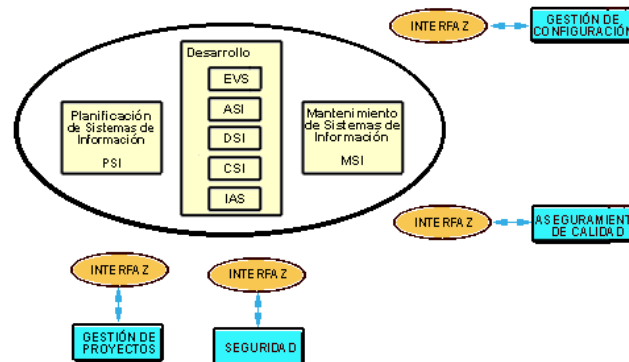 INTERFAZ
GESTIÓN DE
CONFIGURACIÓN
Desarrollo
EVS
ASI
DSI
CSI
IAS
Planificación
de Sistemas de
Información
PSI
Mantenimiento
de Sistemas de
Información
MSI
INTERFAZ
ASEGURAMIENTO
DE CALIDAD
INTERFAZ
INTERFAZ
GESTIÓN DE
PROYECTOS
SEGURIDAD